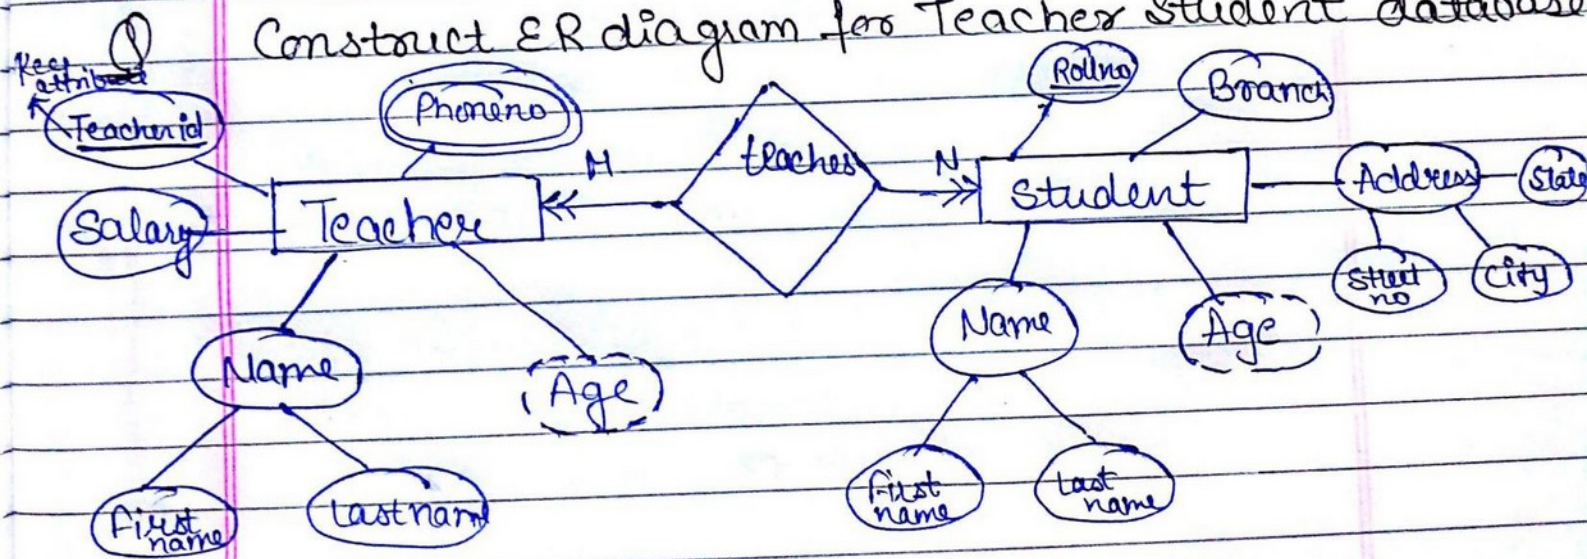 Q Construct ER diagram for Teacher Student database
Key attribute
Teacherid
Phoneno
Rollno
Branch
teaches
M
N
Teacher
Student
Address
State
Salary
Street no
City
Name
Age
Name
Age
First name
Lastname
First name
Last name